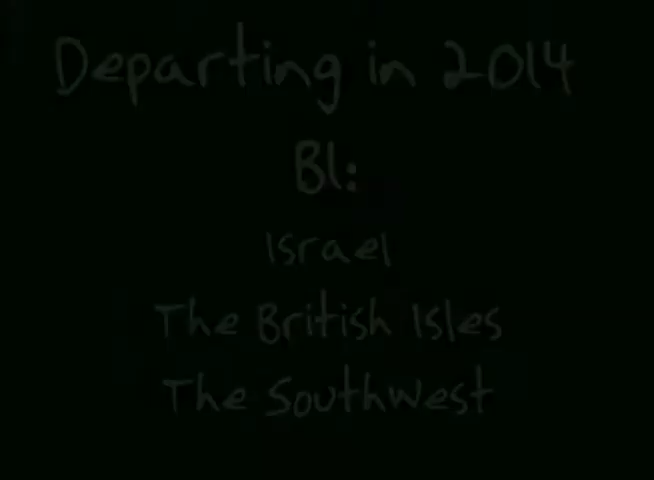 Departing in 2014
BI:
Israel
The British Isles
The Southwest